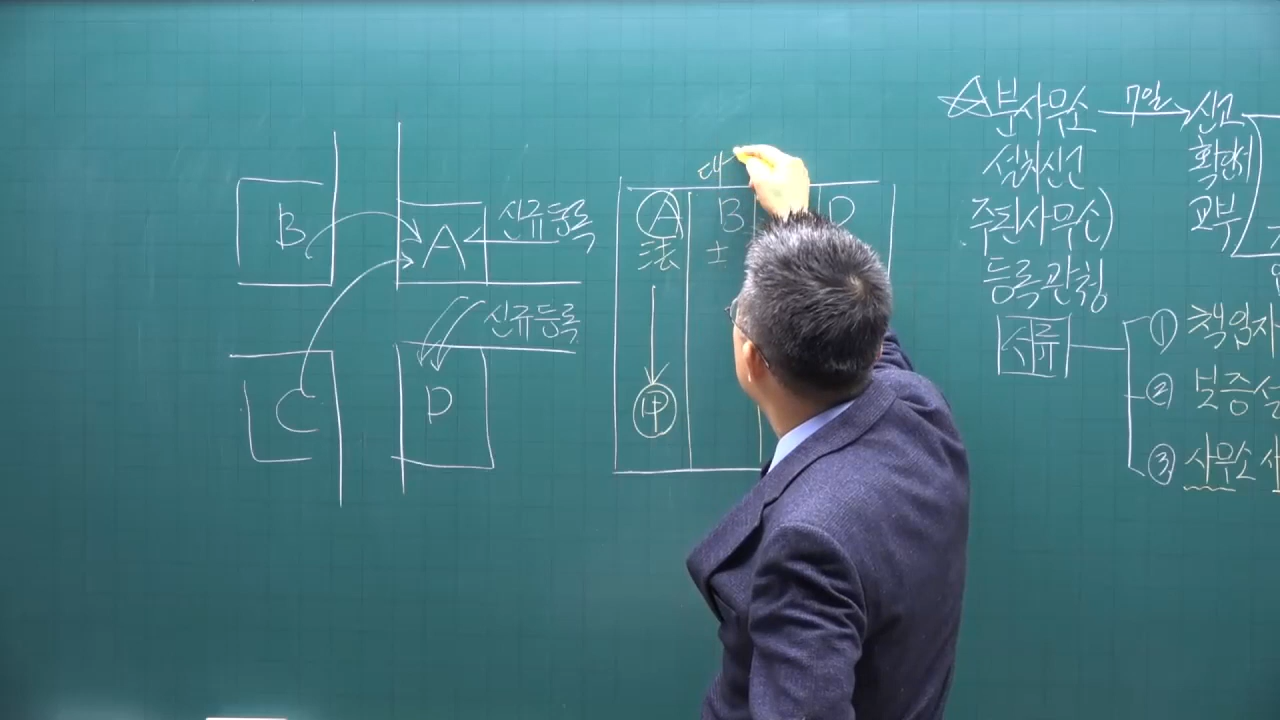 B
A
신규등록
신규등록
C
D
대
A
B
D
法
土
甲
분사무소
7일
신고
설치신고
확인서
주된사무소)
교부
등록관청
서류
① 책임자
② 보증설
③ 사무소